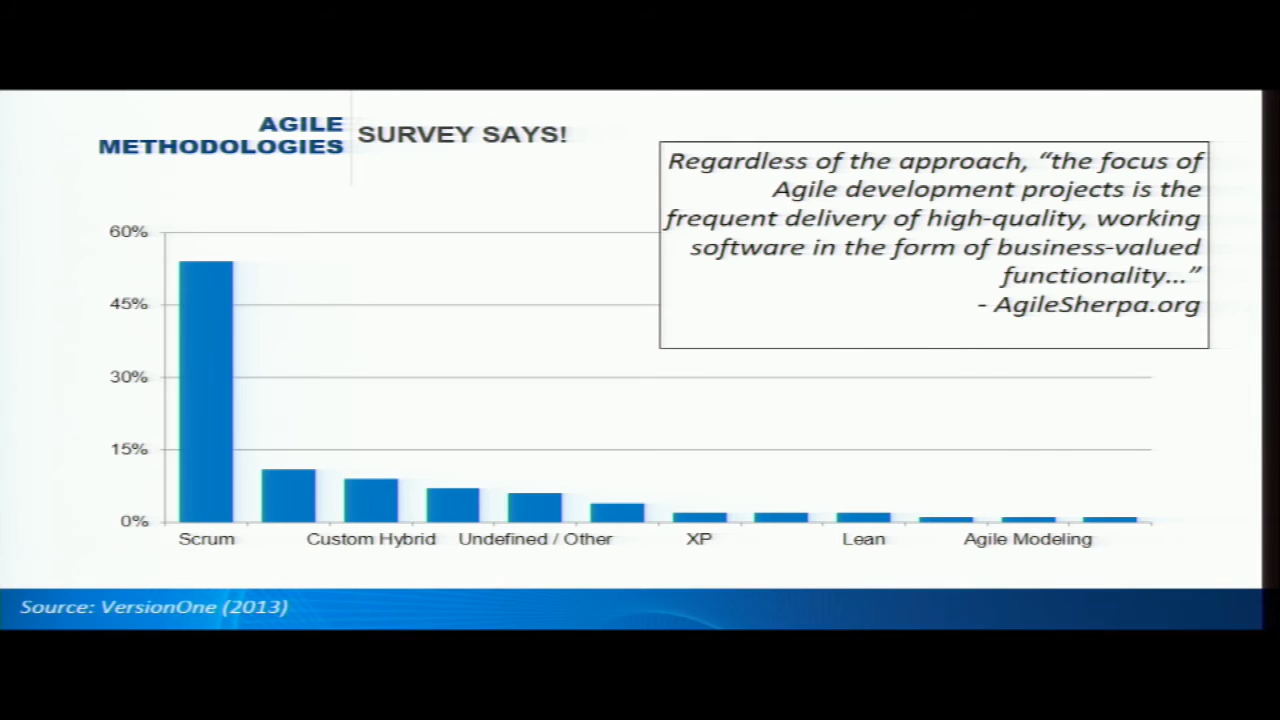 AGILE
METHODOLOGIES
SURVEY SAYS!
Regardless of the approach, “the focus of
Agile development projects is the
frequent delivery of high-quality, working
software in the form of business-valued
functionality...”
- AgileSherpa.org
60%
45%
30%
15%
0%
Scrum
Custom Hybrid
Undefined / Other
XP
Lean
Agile Modeling
Source: VersionOne (2013)